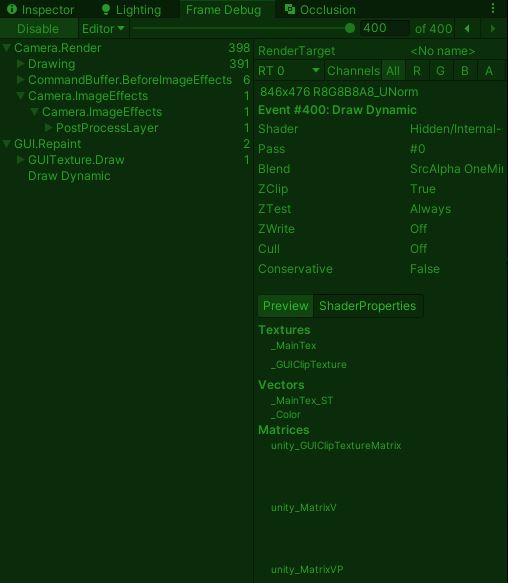 Inspector Lighting Frame Debug Occlusion
Disable Editor 400 of 400
Camera.Render 398
Drawing 391
CommandBuffer.BeforeImageEffects 6
Camera.ImageEffects 1
Camera.ImageEffects 1
PostProcessLayer 1
GUI.Repaint 2
GUITexture.Draw 1
Draw Dynamic
RenderTarget <No name>
RT 0 Channels All R G B A
846x476 R8G8B8A8_UNorm
Event #400: Draw Dynamic
Shader Hidden/Internal-
Pass #0
Blend SrcAlpha OneMi
ZClip True
ZTest Always
ZWrite Off
Cull Off
Conservative False
Preview ShaderProperties
Textures
_MainTex
_GUIClipTexture
Vectors
_MainTex_ST
_Color
Matrices
unity_GUIClipTextureMatrix
unity_MatrixV
unity_MatrixVP